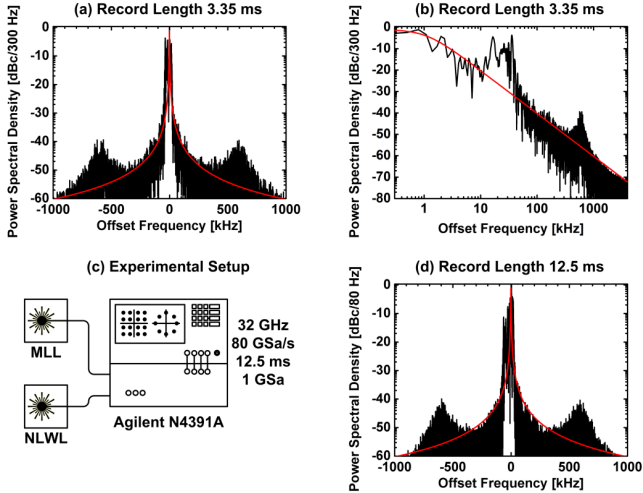 (a) Record Length 3.35 ms
Power Spectral Density [dBc/300 Hz]
0
-10
-20
-30
-40
-50
-60
-1000 -500 0 500 1000
Offset Frequency [kHz]
(b) Record Length 3.35 ms
Power Spectral Density [dBc/300 Hz]
0
-10
-20
-30
-40
-50
-60
-70
-80
1 10 100 1000
Offset Frequency [kHz]
(c) Experimental Setup
MLL
NLWL
Agilent N4391A
32 GHz
80 GSa/s
12.5 ms
1 GSa
(d) Record Length 12.5 ms
Power Spectral Density [dBc/80 Hz]
0
-10
-20
-30
-40
-50
-60
-1000 -500 0 500 1000
Offset Frequency [kHz]